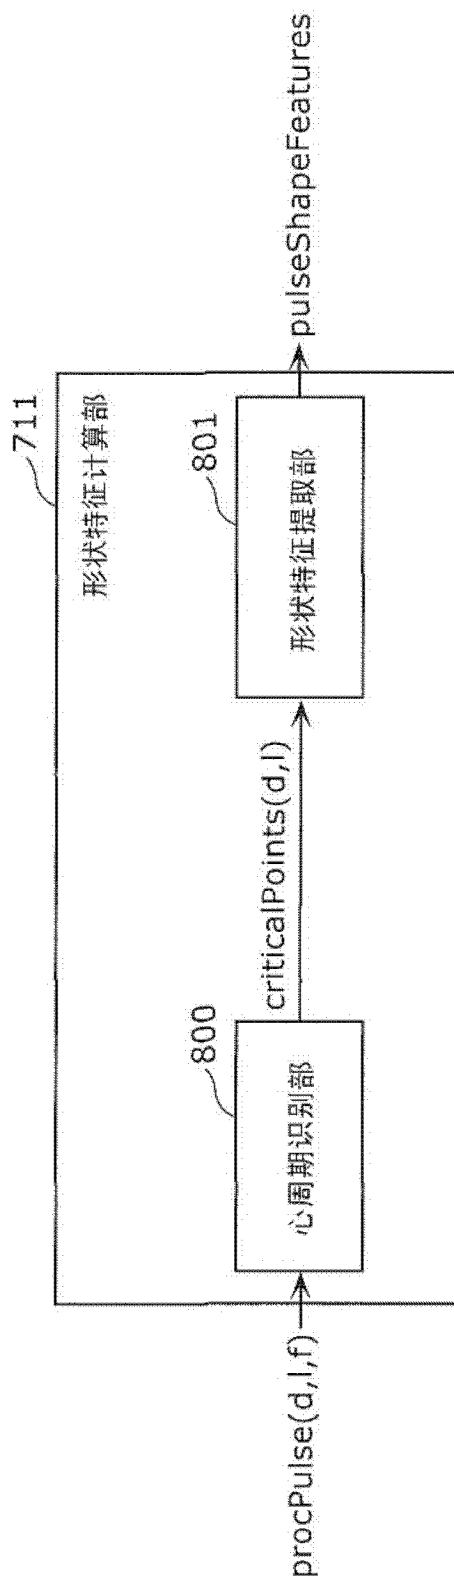 711
形状特征计算部
procPulse(d,l,f)
800
心周期识别部
criticalPoints(d,l)
801
形状特征提取部
pulseShapeFeatures